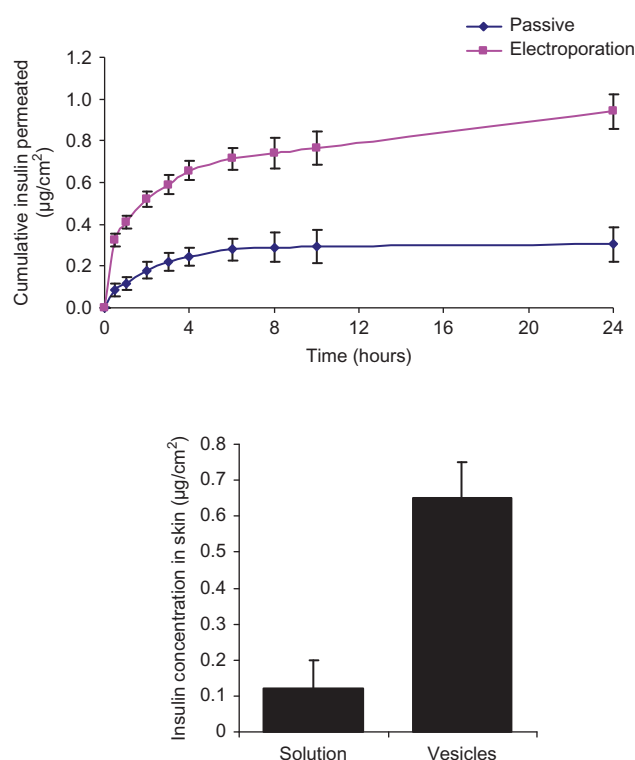 Passive
Electroporation
Cumulative insulin permeated
(µg/cm²)
1.2
1.0
0.8
0.6
0.4
0.2
0.0
0 4 8 12 16 20 24
Time (hours)
Insulin concentration in skin (µg/cm²)
0.8
0.7
0.6
0.5
0.4
0.3
0.2
0.1
0
Solution Vesicles